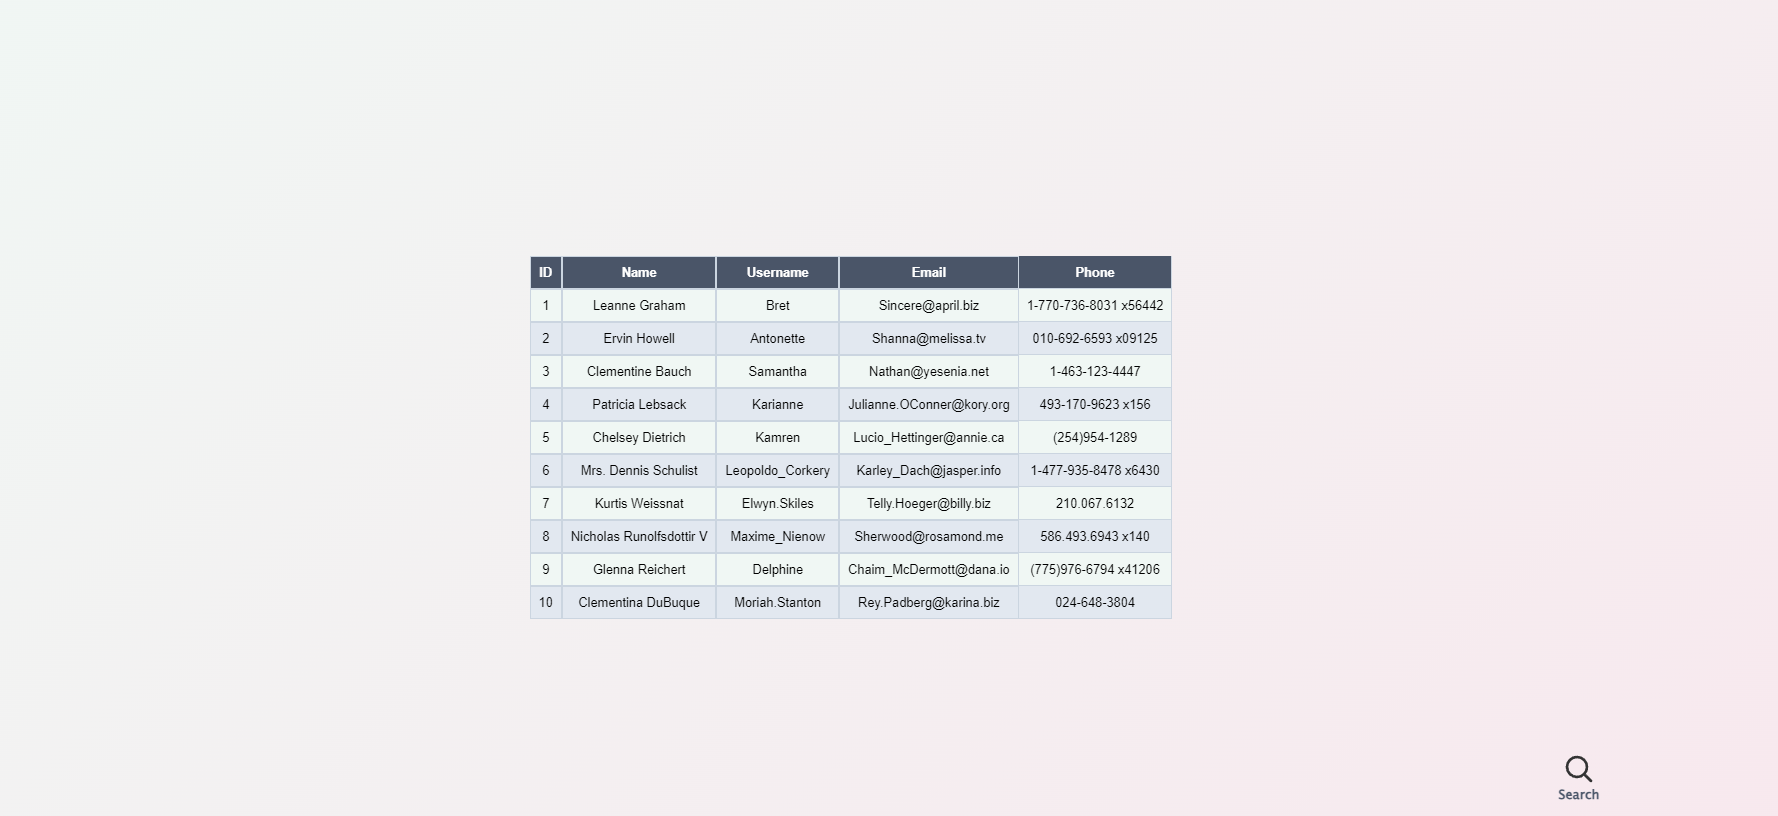 ID Name Username Email Phone
1 Leanne Graham Bret Sincere@april.biz 1-770-736-8031 x56442
2 Ervin Howell Antonette Shanna@melissa.tv 010-692-6593 x09125
3 Clementine Bauch Samantha Nathan@yesenia.net 1-463-123-4447
4 Patricia Lebsack Karianne Julianne.OConner@kory.org 493-170-9623 x156
5 Chelsey Dietrich Kamren Lucio_Hettinger@annie.ca (254)954-1289
6 Mrs. Dennis Schulist Leopoldo_Corkery Karley_Dach@jasper.info 1-477-935-8478 x6430
7 Kurtis Weissnat Elwyn.Skiles Telly.Hoeger@billy.biz 210.067.6132
8 Nicholas Runolfsdottir V Maxime_Nienow Sherwood@rosamond.me 586.493.6943 x140
9 Glenna Reichert Delphine Chaim_McDermott@dana.io (775)976-6794 x41206
10 Clementina DuBuque Moriah.Stanton Rey.Padberg@karina.biz 024-648-3804
Search